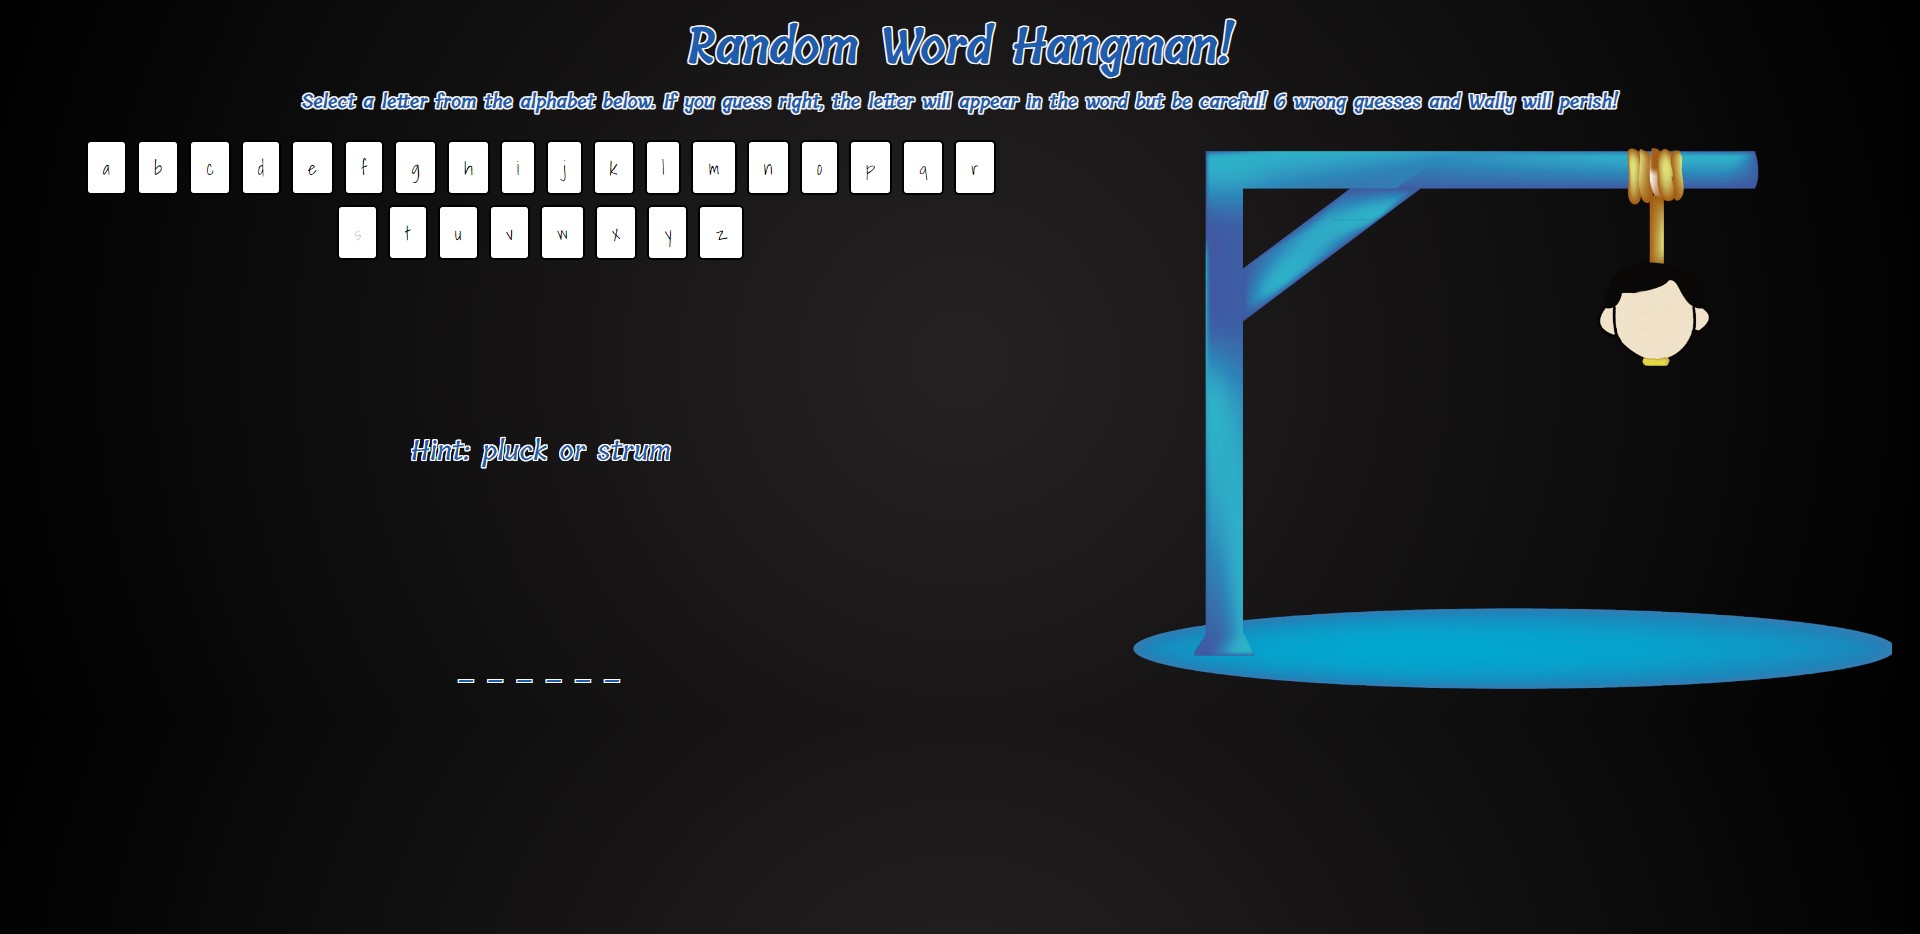 Random Word Hangman!
Select a letter from the alphabet below. If you guess right, the letter will appear in the word but be careful! 6 wrong guesses and Wally will perish!
a b c d e f g h i j k l m n o p q r
s t u v w x y z
Hint: pluck or strum
_ _ _ _ _ _